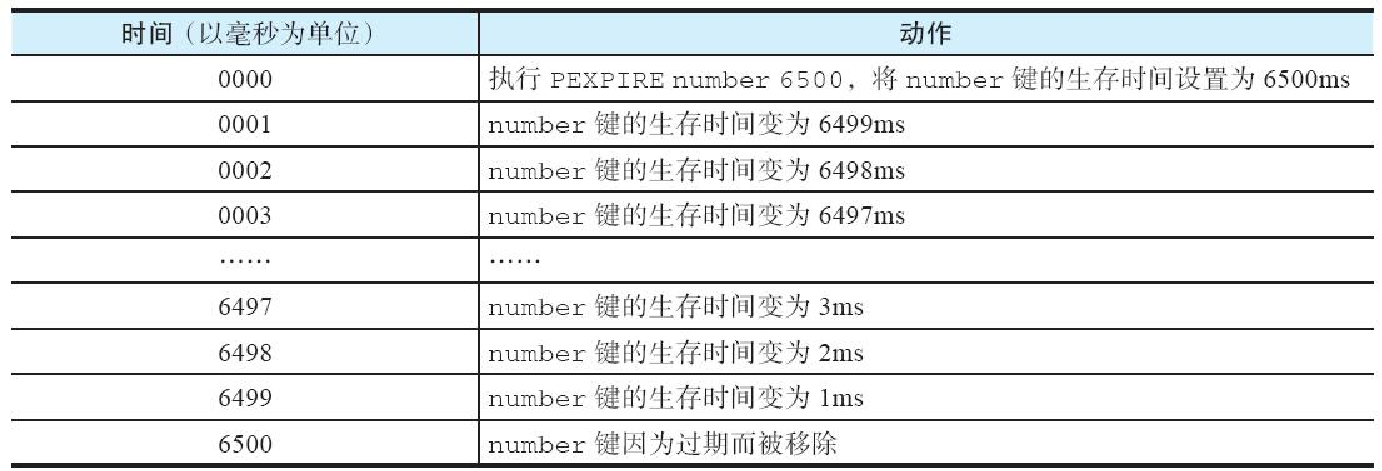 时间（以毫秒为单位） 动作
0000 执行 PEXPIRE number 6500，将 number 键的生存时间设置为 6500ms
0001 number 键的生存时间变为 6499ms
0002 number 键的生存时间变为 6498ms
0003 number 键的生存时间变为 6497ms
…… ……
6497 number 键的生存时间变为 3ms
6498 number 键的生存时间变为 2ms
6499 number 键的生存时间变为 1ms
6500 number 键因为过期而被移除